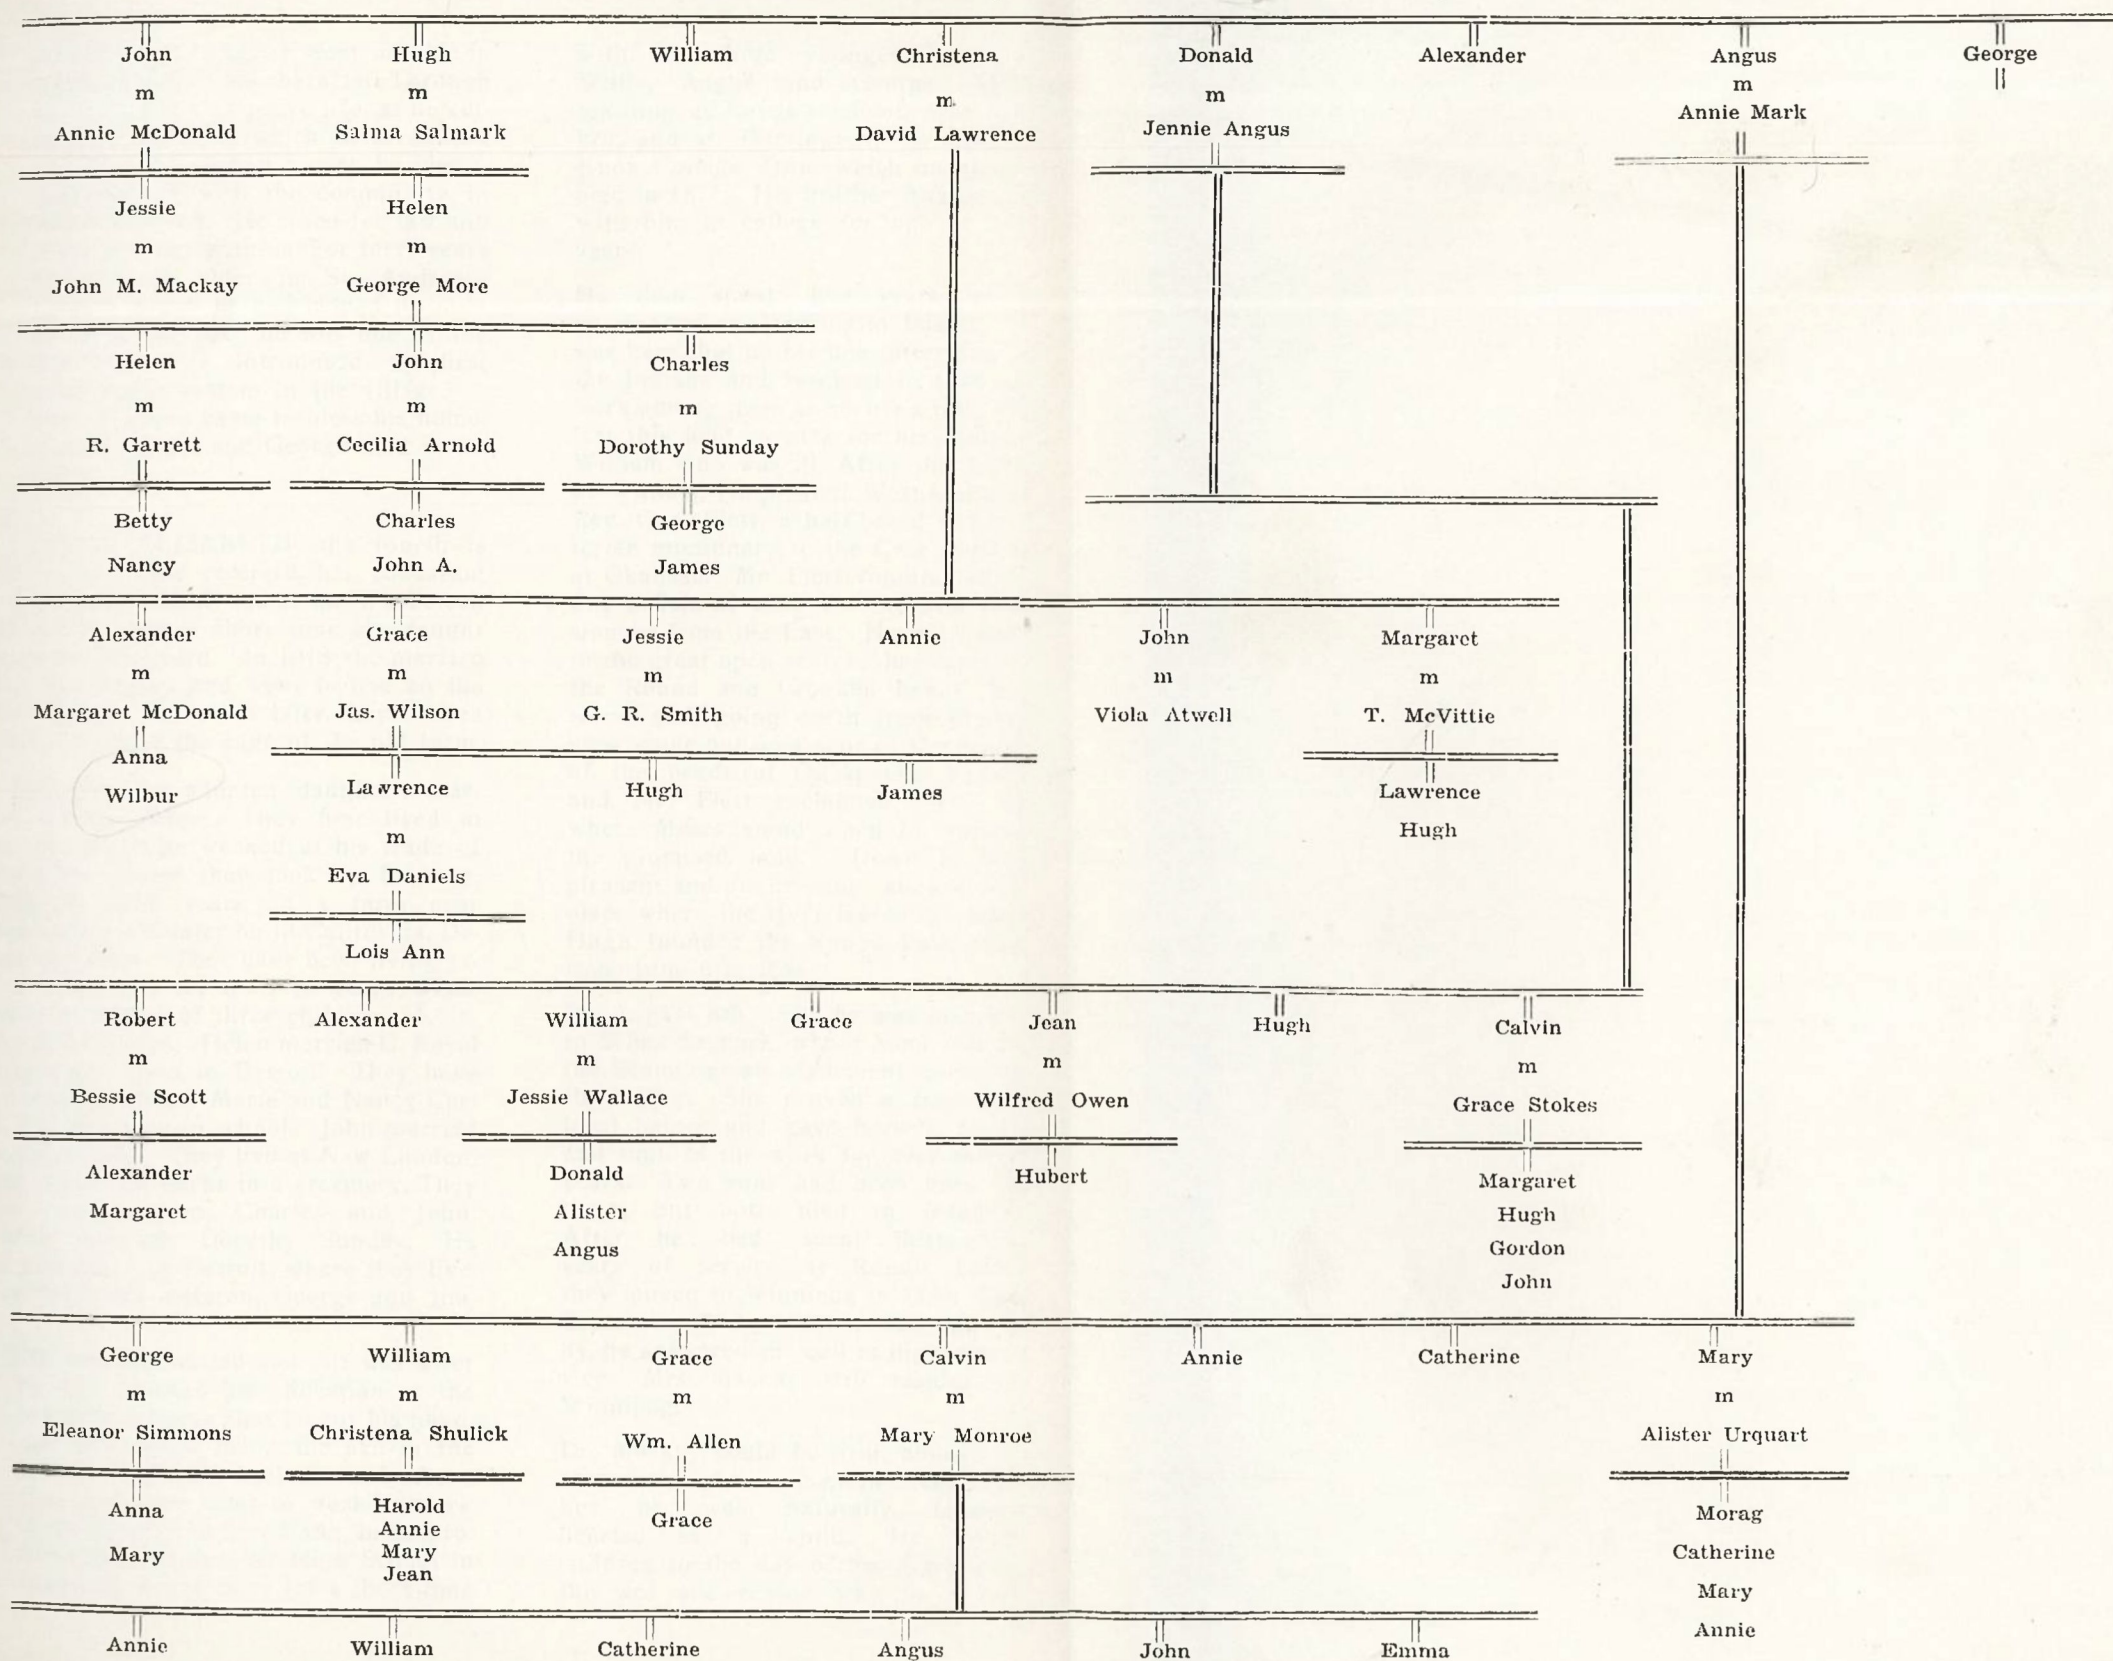 John Hugh William Christena Donald Alexander Angus George
m m m. m m
Annie McDonald Salma Salmark David Lawrence Jennie Angus Annie Mark
Jessie Helen
m m
John M. Mackay George More
Helen John Charles
m m m
R. Garrett Cecilia Arnold Dorothy Sunday
Betty Charles George
Nancy John A. James
Alexander Grace Jessie Annie John Margaret
m m m m m
Margaret McDonald Jas. Wilson G. R. Smith Viola Atwell T. McVittie
Anna
Wilbur Lawrence Hugh James Lawrence
Hugh
m
Eva Daniels
Lois Ann
Robert Alexander William Grace Jean Hugh Calvin
m m m m
Bessie Scott Jessie Wallace Wilfred Owen Grace Stokes
Alexander Donald Hubert Margaret
Margaret Alister Hugh
Angus Gordon
John
George William Grace Calvin Annie Catherine Mary
m m m m m
Eleanor Simmons Christena Shulick Wm. Allen Mary Monroe Alister Urquart
Anna Harold Grace Morag
Annie
Mary Mary Catherine
Jean
Mary
Annie
Annie William Catherine Angus John Emma